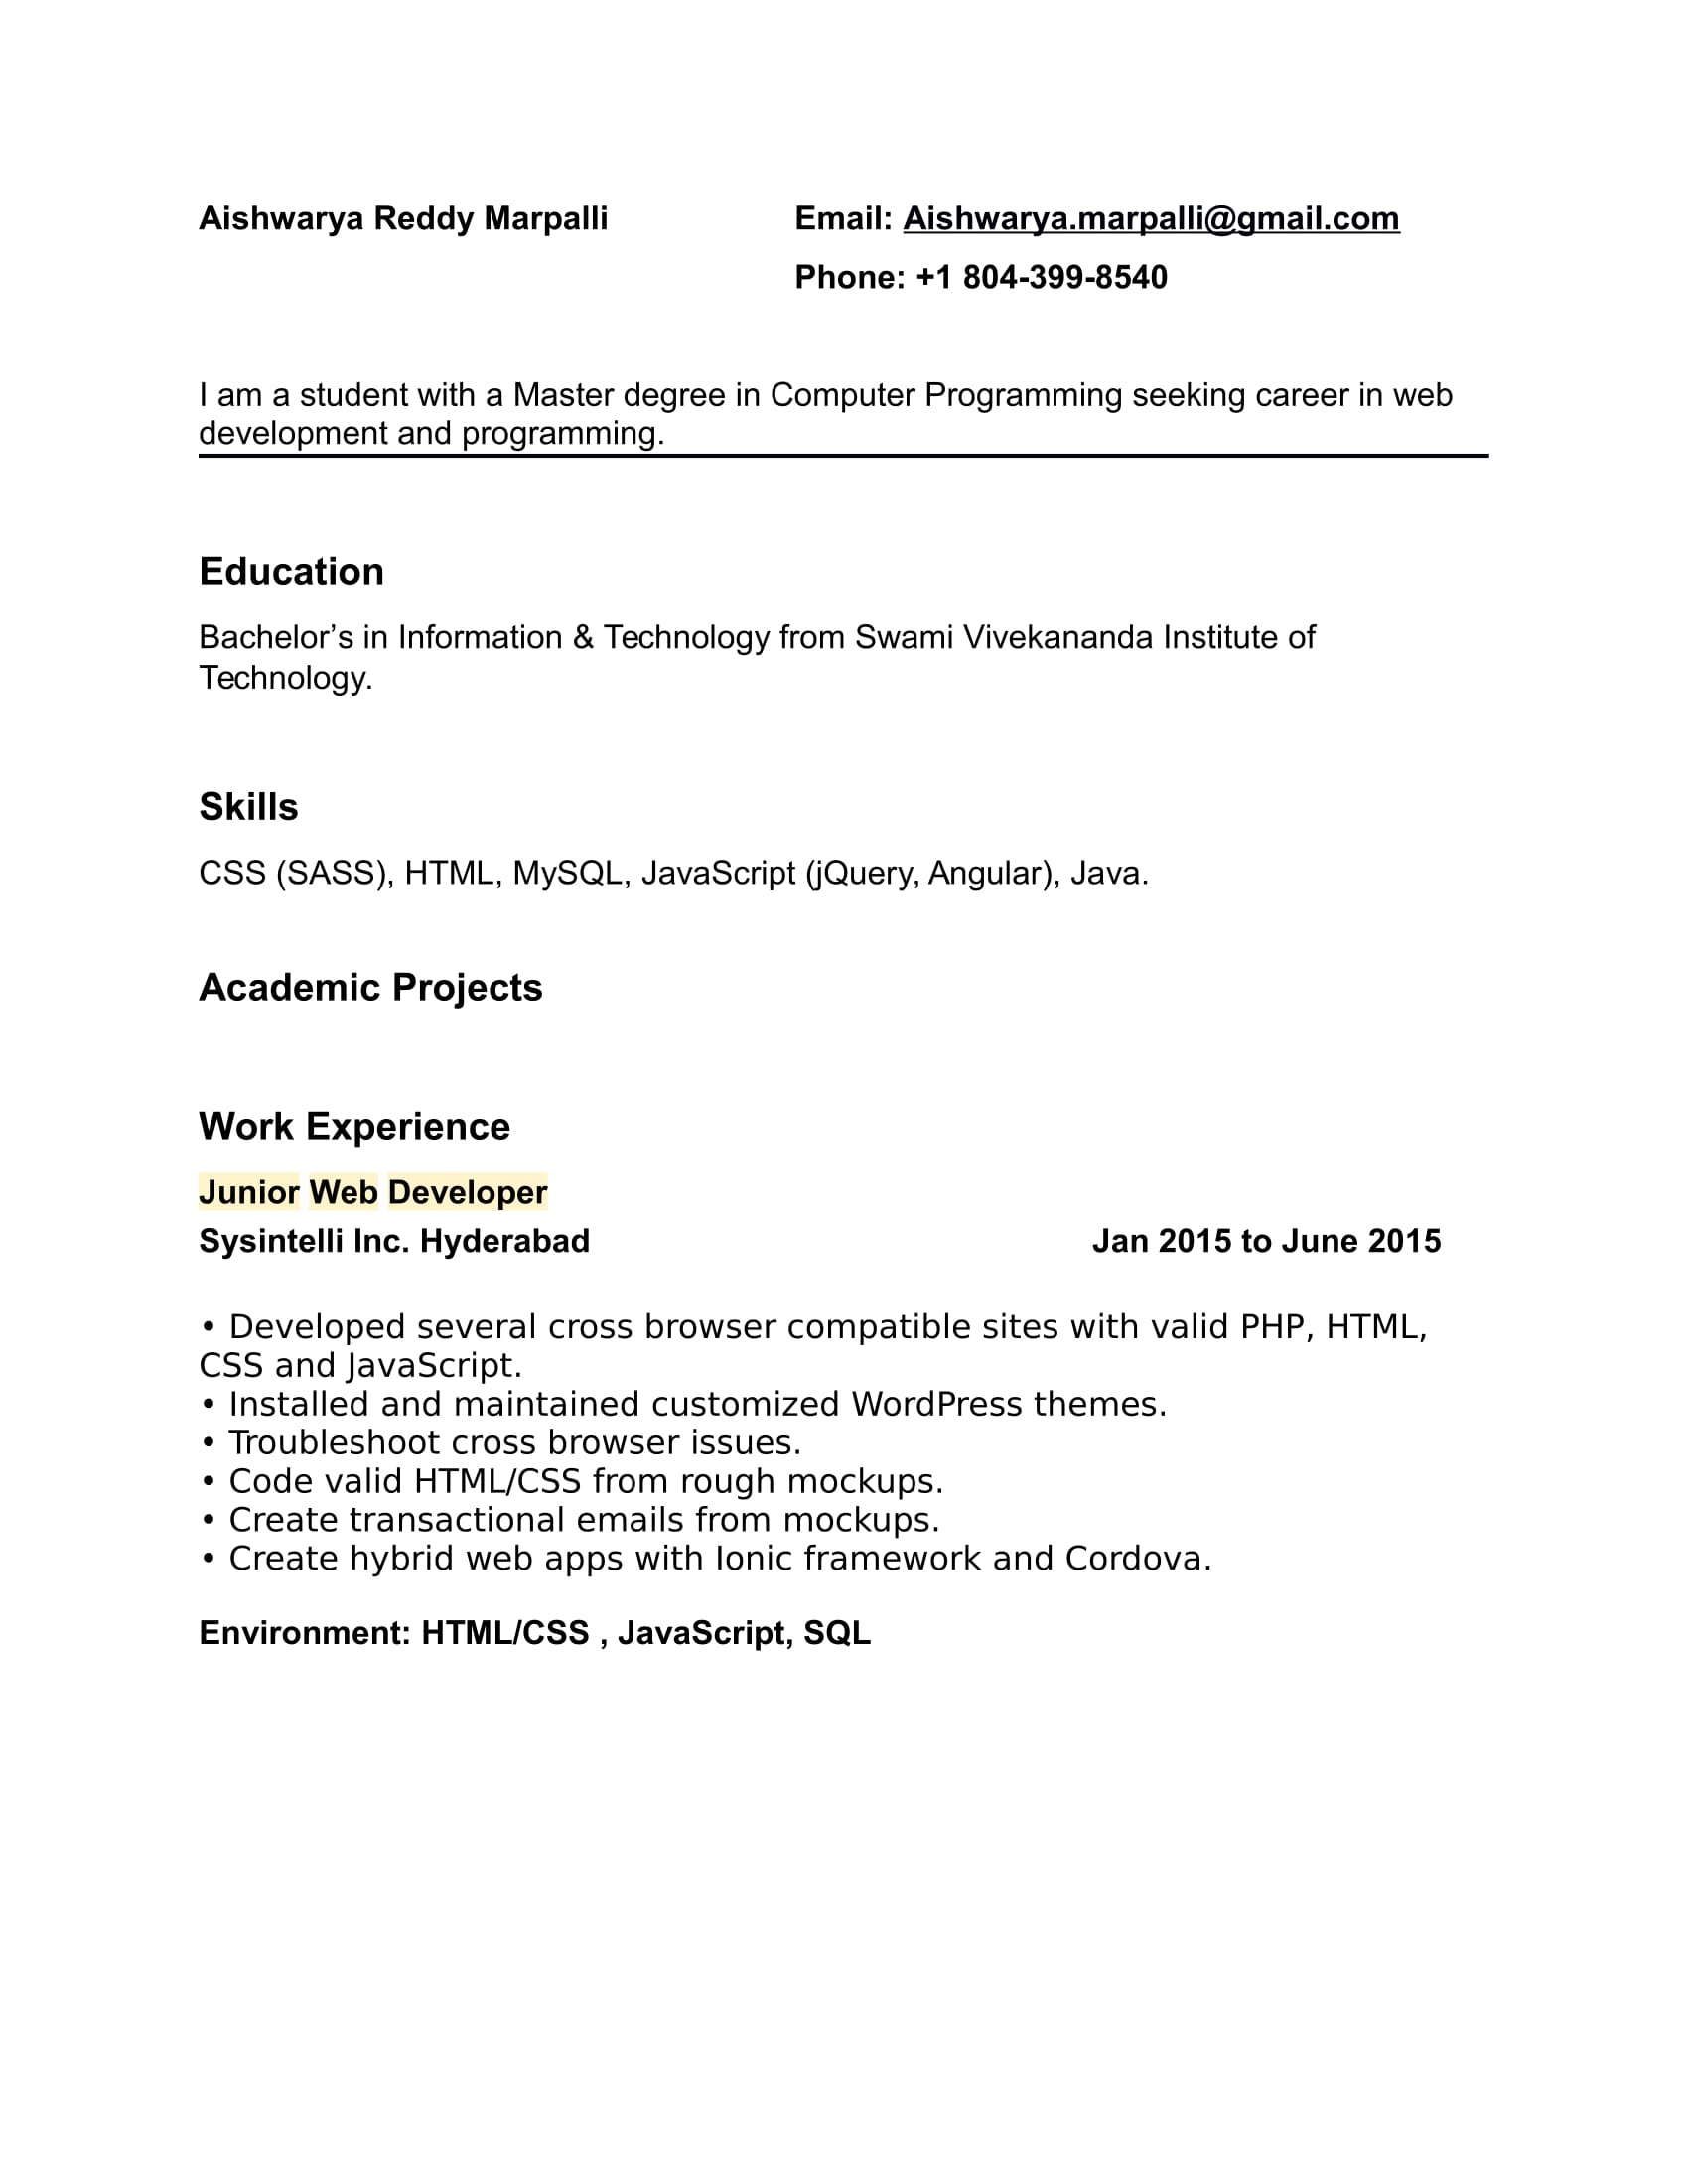 Aishwarya Reddy Marpalli Email: Aishwarya.marpalli@gmail.com
Phone: +1 804-399-8540
I am a student with a Master degree in Computer Programming seeking career in web
development and programming.
Education
Bachelor’s in Information & Technology from Swami Vivekananda Institute of
Technology.
Skills
CSS (SASS), HTML, MySQL, JavaScript (jQuery, Angular), Java.
Academic Projects
Work Experience
Junior Web Developer
Sysintelli Inc. Hyderabad Jan 2015 to June 2015
• Developed several cross browser compatible sites with valid PHP, HTML,
CSS and JavaScript.
• Installed and maintained customized WordPress themes.
• Troubleshoot cross browser issues.
• Code valid HTML/CSS from rough mockups.
• Create transactional emails from mockups.
• Create hybrid web apps with Ionic framework and Cordova.
Environment: HTML/CSS , JavaScript, SQL